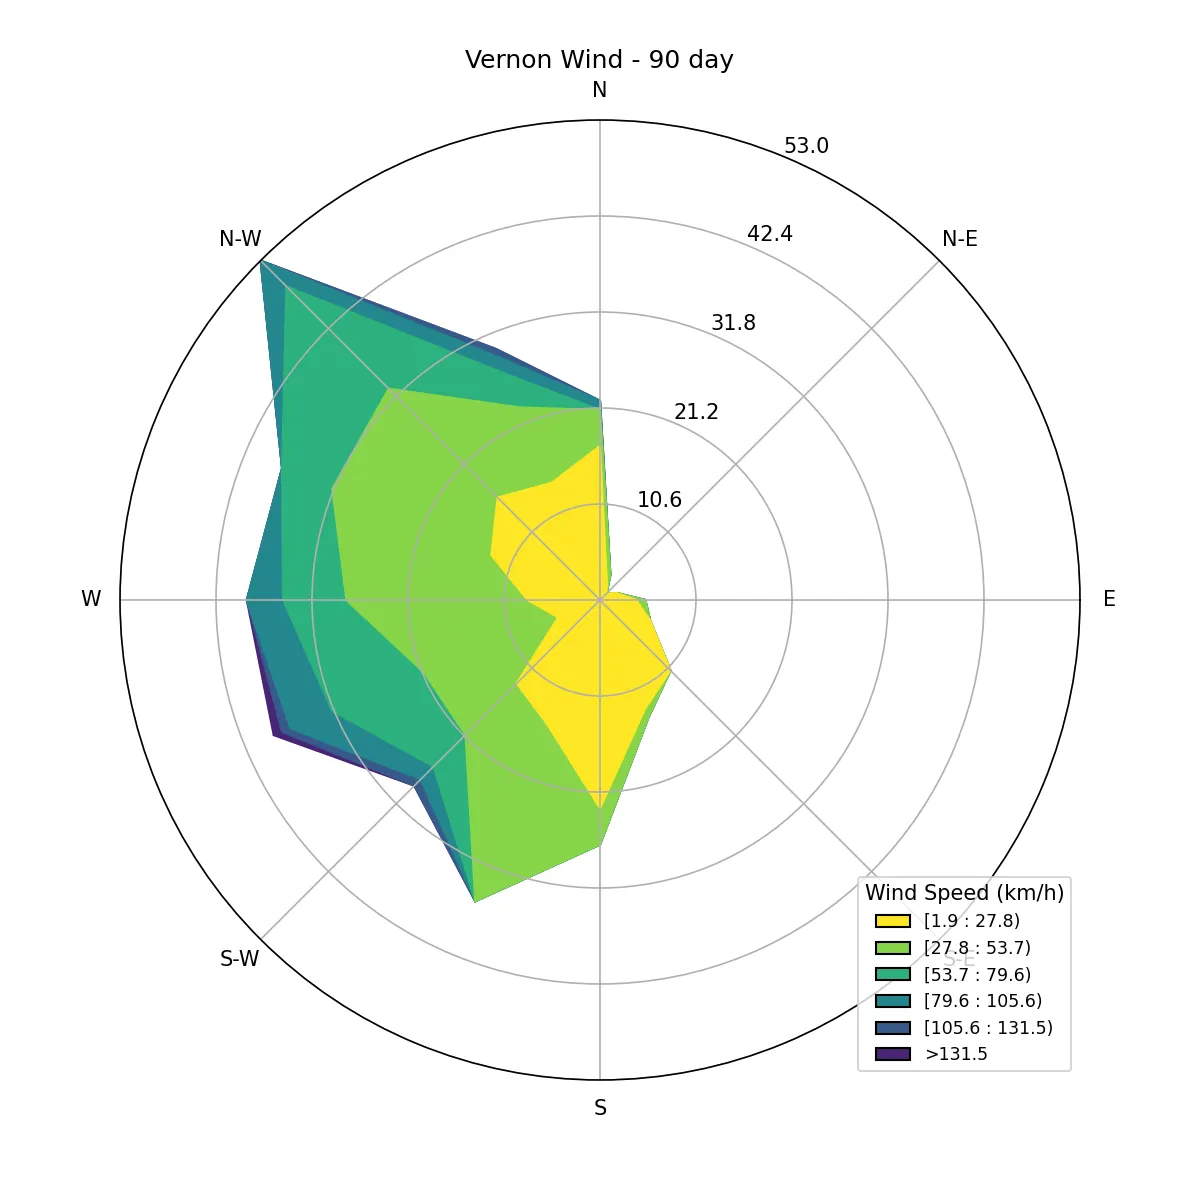 Vernon Wind - 90 day
N
53.0
N-W
42.4
N-E
31.8
21.2
10.6
W
E
Wind Speed (km/h)
[1.9 : 27.8)
[27.8 : 53.7)
S-W
S-E
[53.7 : 79.6)
[79.6 : 105.6)
[105.6 : 131.5)
>131.5
S